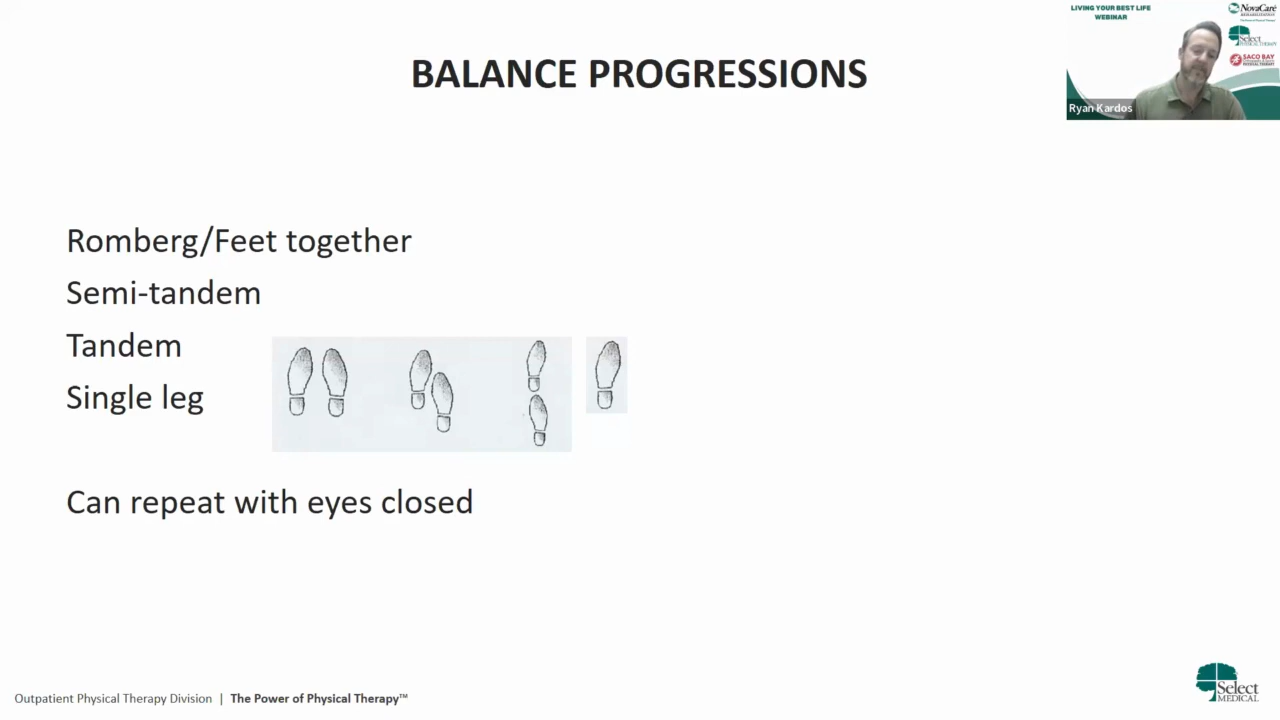 BALANCE PROGRESSIONS
LIVING YOUR BEST LIFE
WEBINAR
NovaCare
REHABILITATION
Select
PHYSICAL THERAPY
SACO BAY
PHYSICAL THERAPY
Ryan Kardos
Romberg/Feet together
Semi-tandem
Tandem
Single leg
Can repeat with eyes closed
Outpatient Physical Therapy Division | The Power of Physical Therapy™
Select
MEDICAL